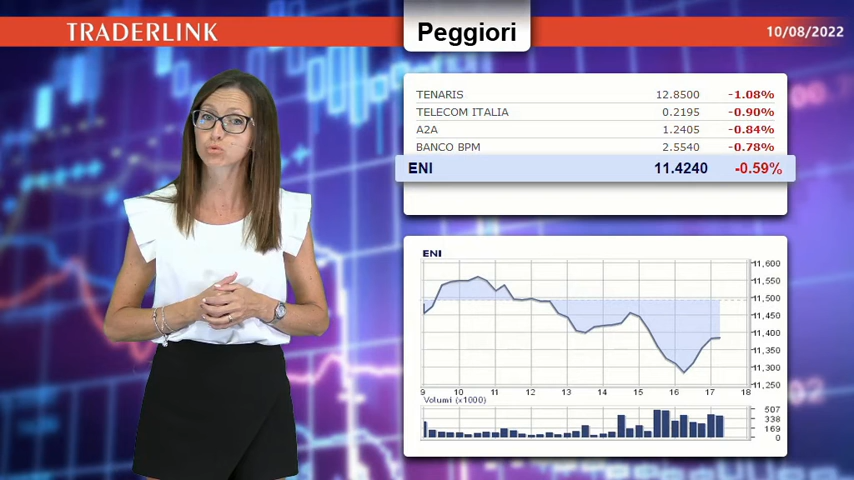 TRADERLINK
Peggiori
10/08/2022
TENARIS 12.8500 -1.08%
TELECOM ITALIA 0.2195 -0.90%
A2A 1.2405 -0.84%
BANCO BPM 2.5540 -0.78%
ENI 11.4240 -0.59%
ENI
11,600
11,550
11,500
11,450
11,400
11,350
11,300
11,250
9 10 11 12 13 14 15 16 17 18
Volumi (x1000)
507
338
169
0